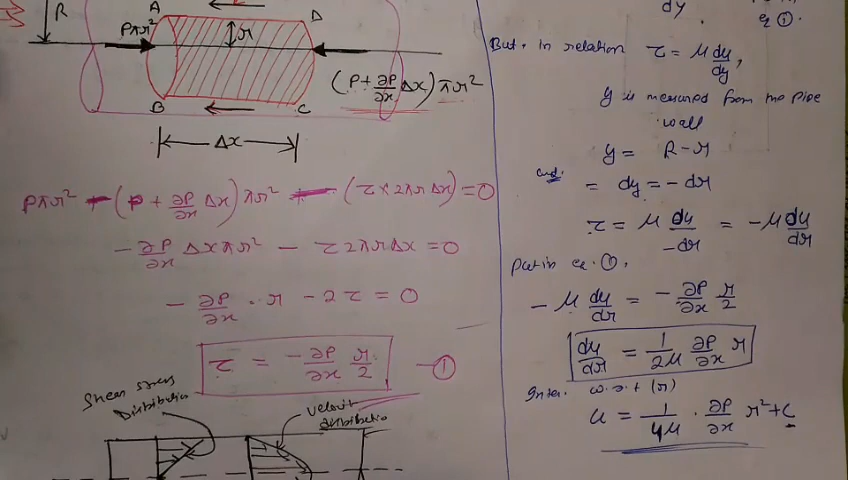 R
A
D
Pπr²
r
(P + ∂P/∂x Δx) πr²
B
C
Δx
Pπr² - (P + ∂P/∂x Δx) πr² - (τ × 2πr Δx) = 0
- ∂P/∂x Δx πr² - τ 2πr Δx = 0
- ∂P/∂x · r - 2τ = 0
τ = - ∂P/∂x r/2 — ①
Shear stress
Distribution
Velocity
distribution
dy
eq ①.
But, in relation τ = μ du/dy,
y is measured from the pipe
wall
y = R - r
and.
= dy = - dr
τ = μ du/-dr = - μ du/dr
Put in eq. ①,
- μ du/dr = - ∂P/∂x r/2
du/dr = 1/2μ ∂P/∂x r
Inter. w.r.t (r)
u = 1/4μ · ∂P/∂x r² + C